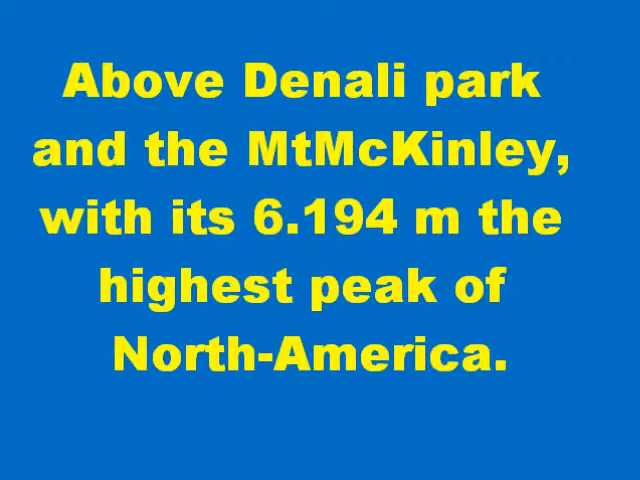 Above Denali park
and the MtMcKinley,
with its 6.194 m the
highest peak of
North-America.